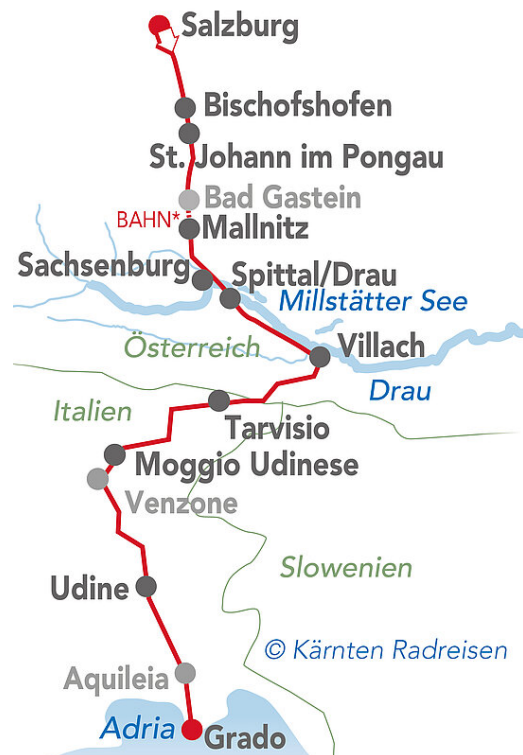 Salzburg
Bischofshofen
St. Johann im Pongau
Bad Gastein
BAHN*
Mallnitz
Sachsenburg
Spittal/Drau
Millstätter See
Österreich
Villach
Drau
Italien
Tarvisio
Moggio Udinese
Venzone
Slowenien
Udine
© Kärnten Radreisen
Aquileia
Adria
Grado